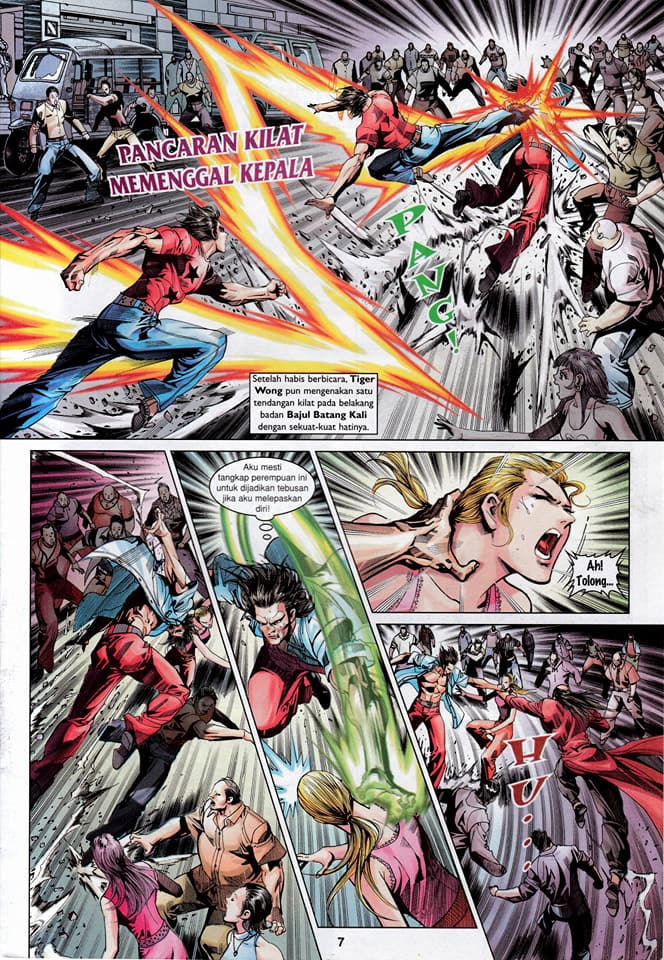 PANCARAN KILAT
MEMENGGAL KEPALA
PANG!
Setelah habis berbicara, Tiger
Wong pun mengenakan satu
tendangan kilat pada belakang
badan Bajul Batang Kali
dengan sekuat-kuat hatinya.
Aku mesti
tangkap perempuan ini
untuk dijadikan tebusan
jika aku melepaskan
diri!
Ah!
Tolong...
HU...
7